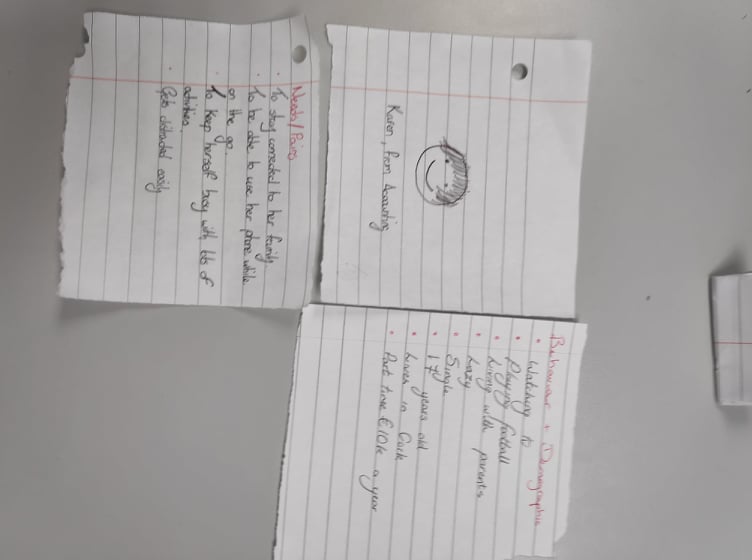 Karen, from Accounting
Behaviour + Demographic
• Watching tv
• Playing football
• Living with parents
• Lazy
• Single
• 17 years old
• Lives in Cork
• Part time €10k a year
Needs/Pains
• To stay connected to her family
• To be able to use her phone while
on the go.
• To keep herself busy with lots of
activities.
• Gets distracted easily